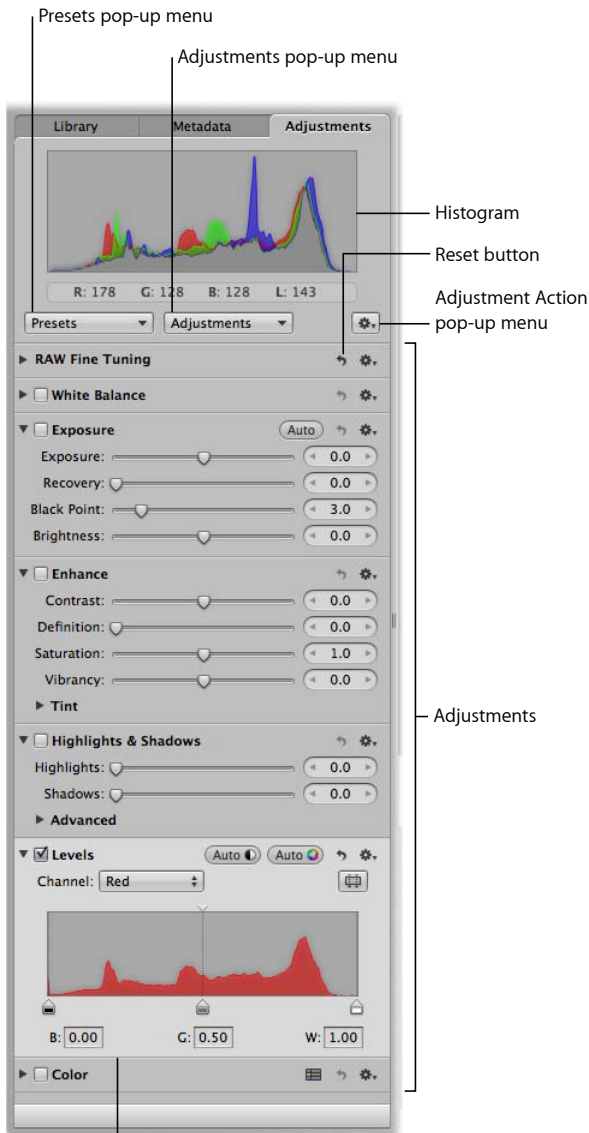 Presets pop-up menu
Adjustments pop-up menu
Library Metadata Adjustments
Histogram
R: 178 G: 128 B: 128 L: 143
Reset button
Presets Adjustments
Adjustment Action
pop-up menu
RAW Fine Tuning
White Balance
Exposure Auto
Exposure: 0.0
Recovery: 0.0
Black Point: 3.0
Brightness: 0.0
Enhance
Contrast: 0.0
Definition: 0.0
Saturation: 1.0
Vibrancy: 0.0
Tint
Adjustments
Highlights & Shadows
Highlights: 0.0
Shadows: 0.0
Advanced
Levels Auto Auto
Channel: Red
B: 0.00 G: 0.50 W: 1.00
Color